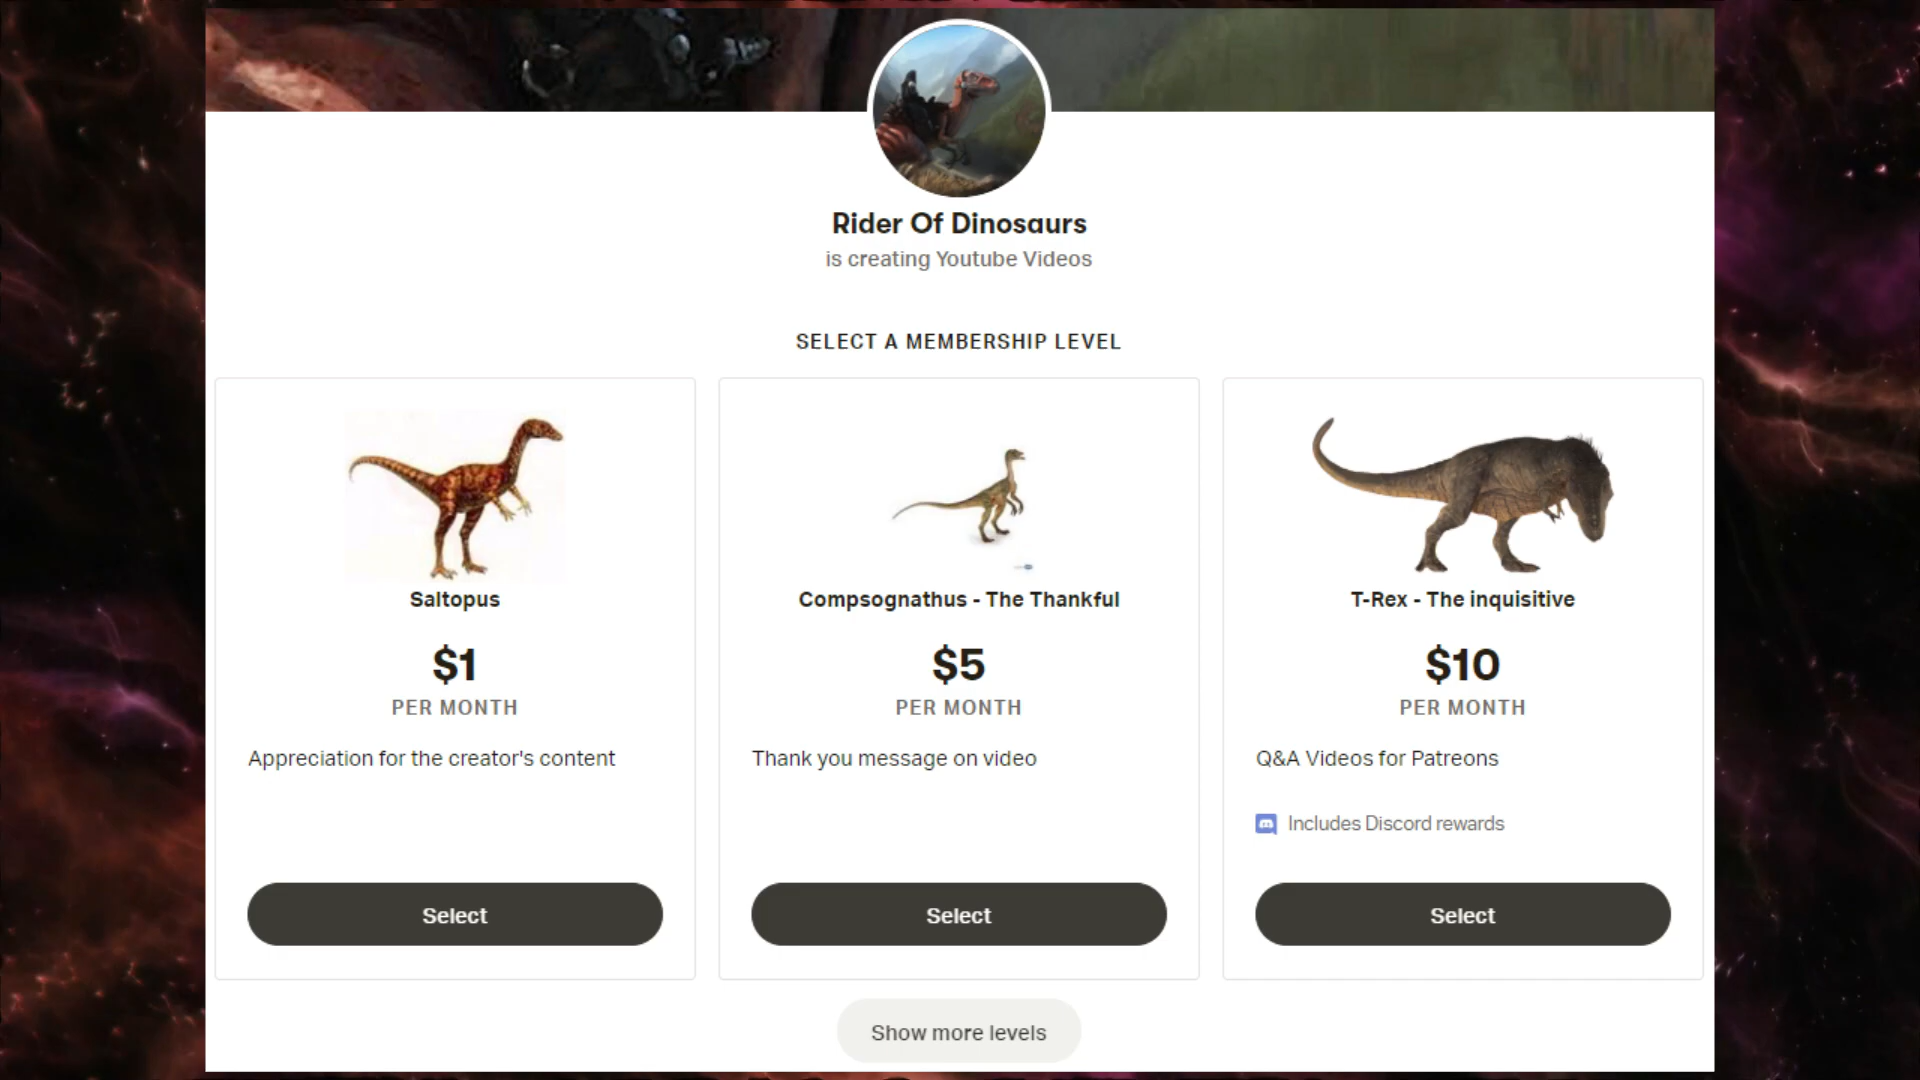 Rider Of Dinosaurs
is creating Youtube Videos
SELECT A MEMBERSHIP LEVEL
Saltopus
$1
PER MONTH
Appreciation for the creator's content
Select
Compsognathus - The Thankful
$5
PER MONTH
Thank you message on video
Select
T-Rex - The inquisitive
$10
PER MONTH
Q&A Videos for Patreons
Includes Discord rewards
Select
Show more levels